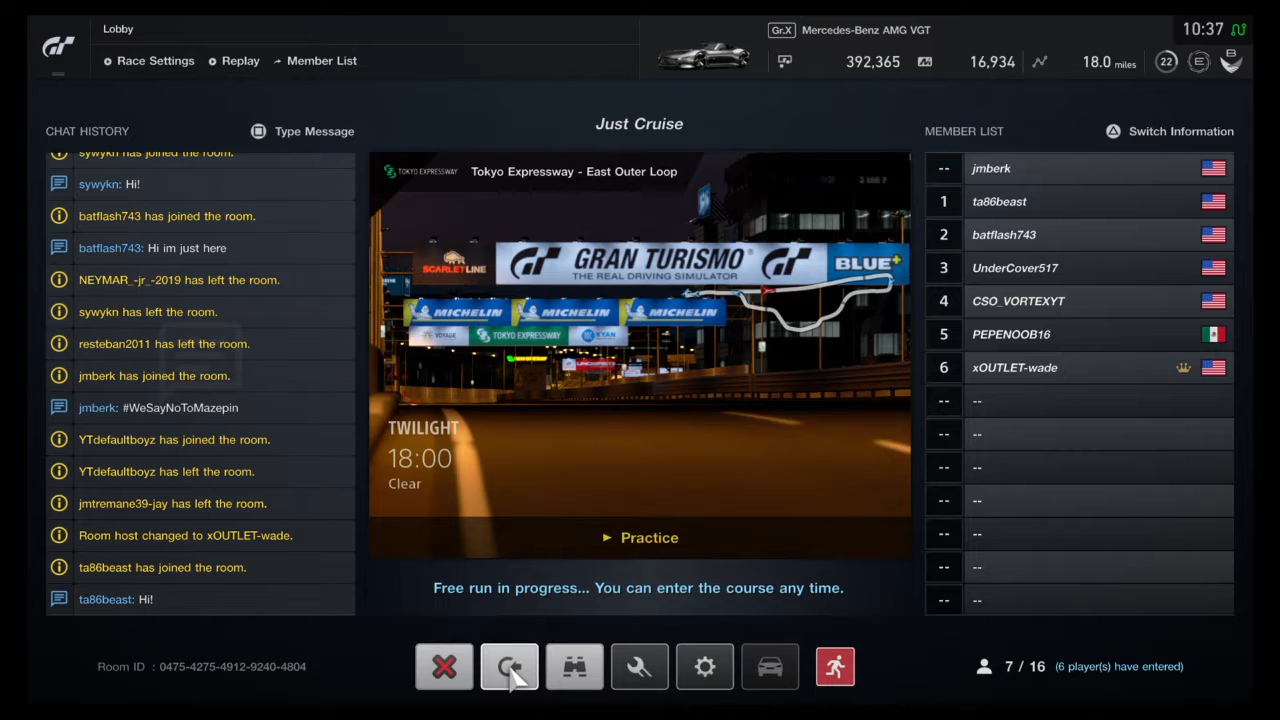 Lobby
Race Settings Replay Member List
Gr.X Mercedes-Benz AMG VGT
10:37
392,365 16,934 18.0 miles 22 E B
CHAT HISTORY Type Message
sywykn has joined the room.
sywykn: Hi!
batflash743 has joined the room.
batflash743: Hi im just here
NEYMAR_-jr_-2019 has left the room.
sywykn has left the room.
resteban2011 has left the room.
jmberk has joined the room.
jmberk: #WeSayNoToMazepin
YTdefaultboyz has joined the room.
YTdefaultboyz has left the room.
jmtremane39-jay has left the room.
Room host changed to xOUTLET-wade.
ta86beast has joined the room.
ta86beast: Hi!
Just Cruise
TOKYO EXPRESSWAY Tokyo Expressway - East Outer Loop
SCARLETLINE GRAN TURISMO BLUE+
THE REAL DRIVING SIMULATOR
MICHELIN MICHELIN MICHELIN
VOYAGE TOKYO EXPRESSWAY KYAN
TWILIGHT
18:00
Clear
Practice
Free run in progress... You can enter the course any time.
MEMBER LIST Switch Information
-- jmberk
1 ta86beast
2 batflash743
3 UnderCover517
4 CSO_VORTEXYT
5 PEPENOOB16
6 xOUTLET-wade
-- --
-- --
-- --
-- --
-- --
-- --
-- --
Room ID : 0475-4275-4912-9240-4804
7 / 16 (6 player(s) have entered)